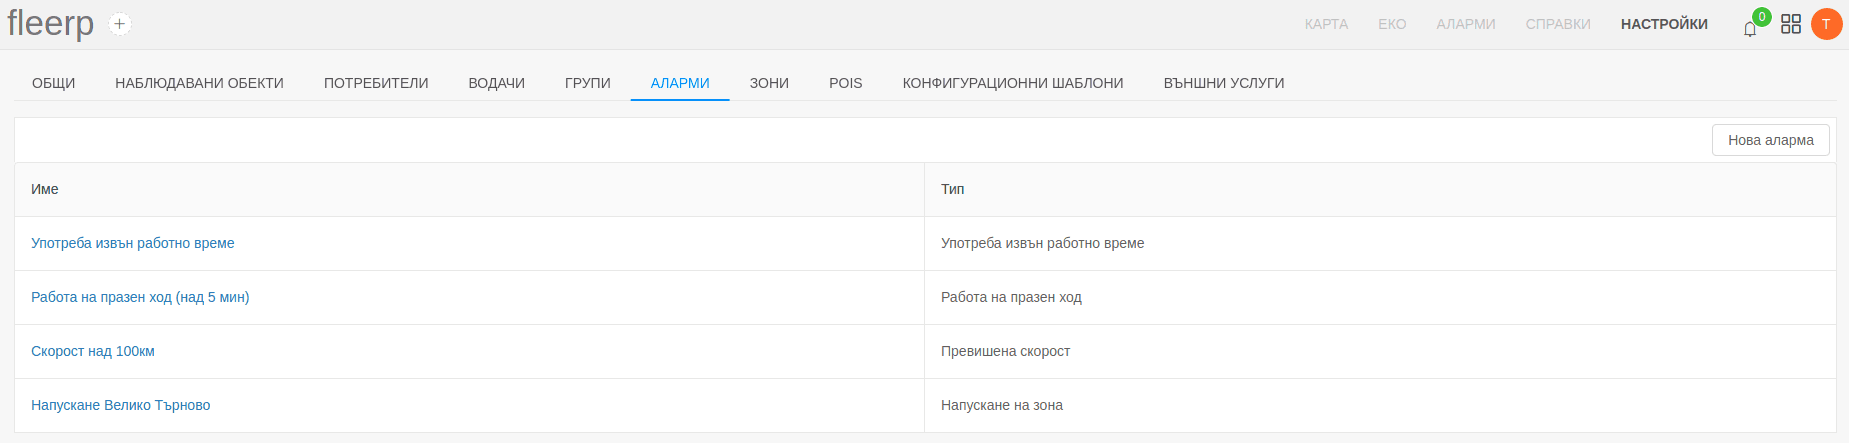 fleerp + КАРТА ЕКО АЛАРМИ СПРАВКИ НАСТРОЙКИ 0 T
ОБЩИ НАБЛЮДАВАНИ ОБЕКТИ ПОТРЕБИТЕЛИ ВОДАЧИ ГРУПИ АЛАРМИ ЗОНИ POIS КОНФИГУРАЦИОННИ ШАБЛОНИ ВЪНШНИ УСЛУГИ
Нова аларма
Име Тип
Употреба извън работно време Употреба извън работно време
Работа на празен ход (над 5 мин) Работа на празен ход
Скорост над 100км Превишена скорост
Напускане Велико Търново Напускане на зона